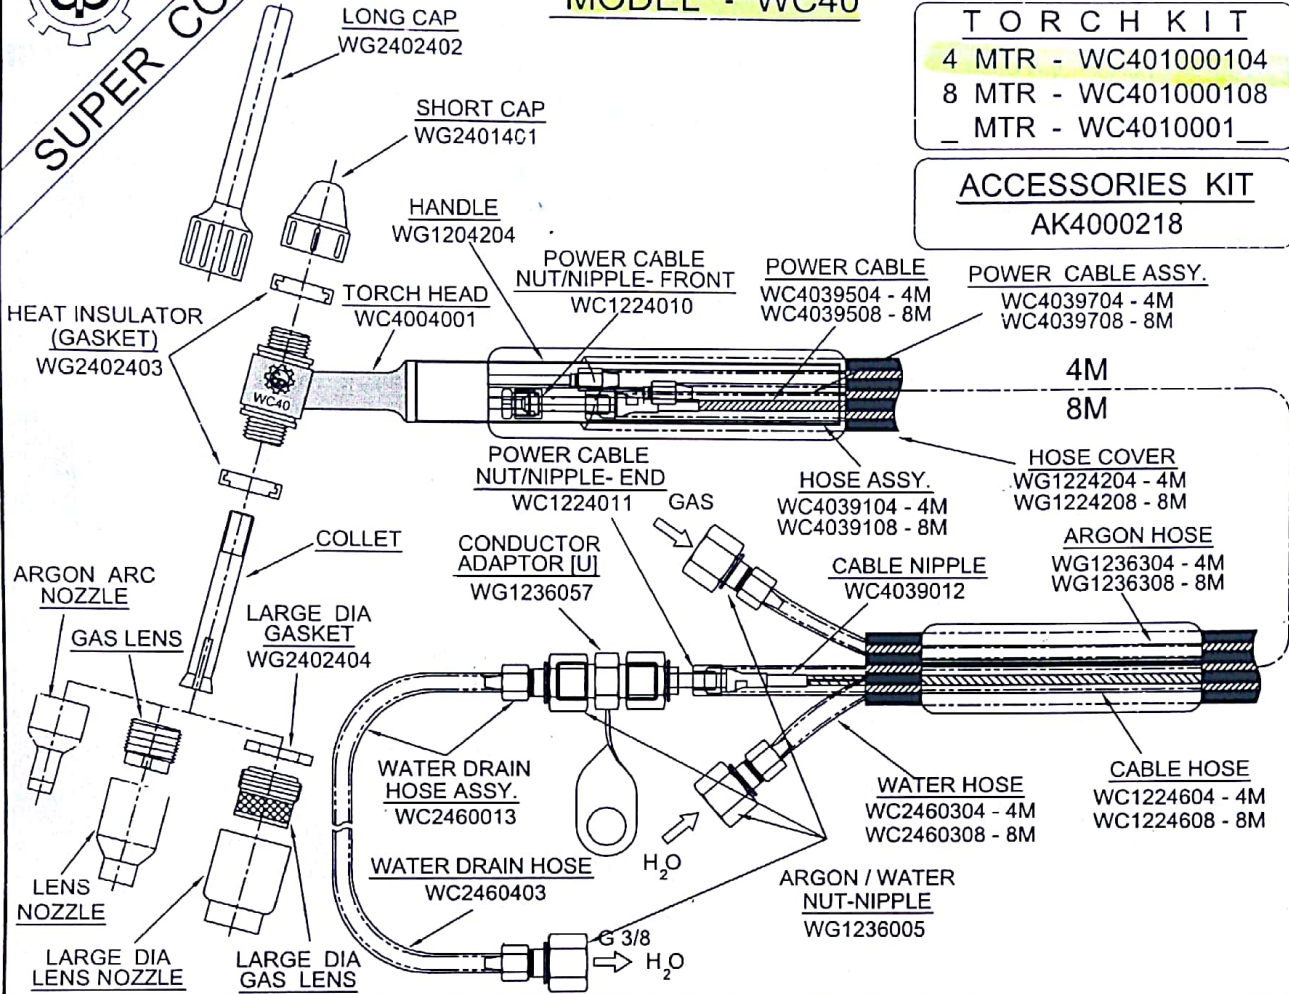 MODEL - WC40
SUPER CO
TORCH KIT
4 MTR - WC401000104
8 MTR - WC401000108
_ MTR - WC4010001__
ACCESSORIES KIT
AK4000218
LONG CAP
WG2402402
SHORT CAP
WG2401401
HANDLE
WG1204204
POWER CABLE
NUT/NIPPLE- FRONT
WC1224010
POWER CABLE
WC4039504 - 4M
WC4039508 - 8M
POWER CABLE ASSY.
WC4039704 - 4M
WC4039708 - 8M
HEAT INSULATOR
(GASKET)
WG2402403
TORCH HEAD
WC4004001
WC40
4M
8M
POWER CABLE
NUT/NIPPLE- END
WC1224011
HOSE ASSY.
WC4039104 - 4M
WC4039108 - 8M
HOSE COVER
WG1224204 - 4M
WG1224208 - 8M
GAS
COLLET
CONDUCTOR
ADAPTOR [U]
WG1236057
CABLE NIPPLE
WC4039012
ARGON HOSE
WG1236304 - 4M
WG1236308 - 8M
ARGON ARC
NOZZLE
GAS LENS
LARGE DIA
GASKET
WG2402404
WATER DRAIN
HOSE ASSY.
WC2460013
WATER HOSE
WC2460304 - 4M
WC2460308 - 8M
CABLE HOSE
WC1224604 - 4M
WC1224608 - 8M
H₂O
WATER DRAIN HOSE
WC2460403
ARGON / WATER
NUT-NIPPLE
WG1236005
LENS
NOZZLE
LARGE DIA
LENS NOZZLE
LARGE DIA
GAS LENS
G 3/8
H₂O